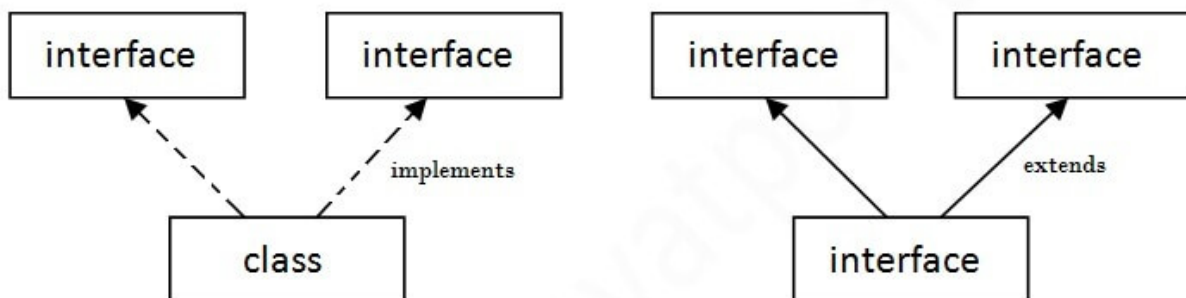 interface interface interface interface
implements extends
class interface